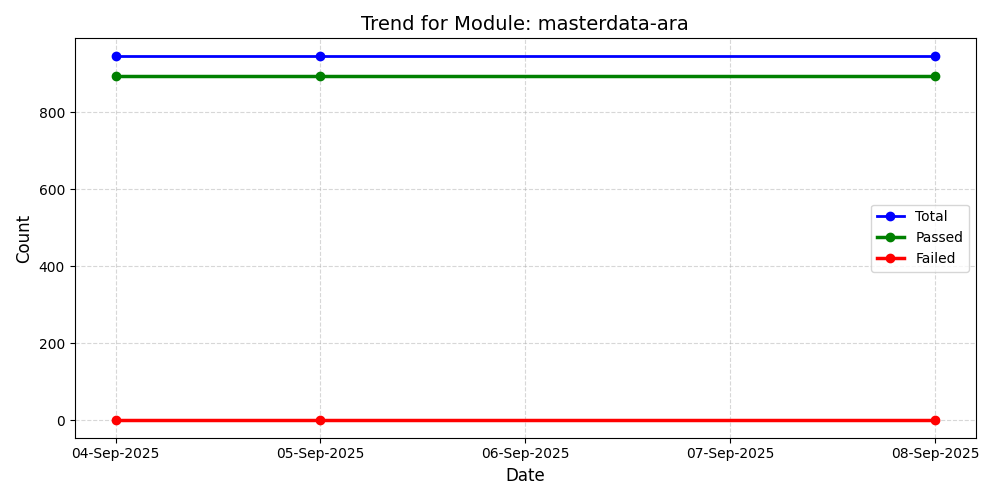 Trend for Module: masterdata-ara
Count
800
600
400
200
0
Total
Passed
Failed
04-Sep-2025
05-Sep-2025
06-Sep-2025
07-Sep-2025
08-Sep-2025
Date